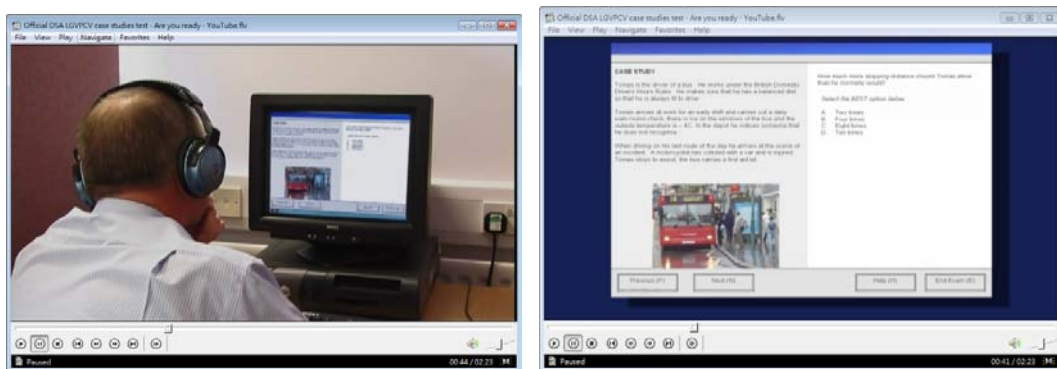 Official DSA LGVPCV case studies test - Are you ready - YouTube.flv
File View Play Navigate Favorites Help
DELL
Paused
00:44 / 02:23
Official DSA LGVPCV case studies test - Are you ready - YouTube.flv
File View Play Navigate Favorites Help
CASE STUDY
Tomas is the driver of a bus. He works under the British Domestic
Drivers Hours Rules. He makes sure that he has a balanced diet
so that he is always fit to drive.
Tomas arrives at work for an early shift and carries out a daily
walk round check, there is ice on the windows of the bus and the
outside temperature is - 4C. In the depot he notices someone that
he does not recognise.
When driving on his last route of the day he arrives at the scene of
an incident. A motorcyclist has collided with a car and is injured.
Tomas stops to assist, the bus carries a first aid kit.
How much more stopping distance should Tomas allow
than he normally would?
Select the BEST option below
A. Two times
B. Four times
C. Eight times
D. Ten times
Previous (P)
Next (N)
Help (H)
End Exam (E)
Paused
00:41 / 02:23